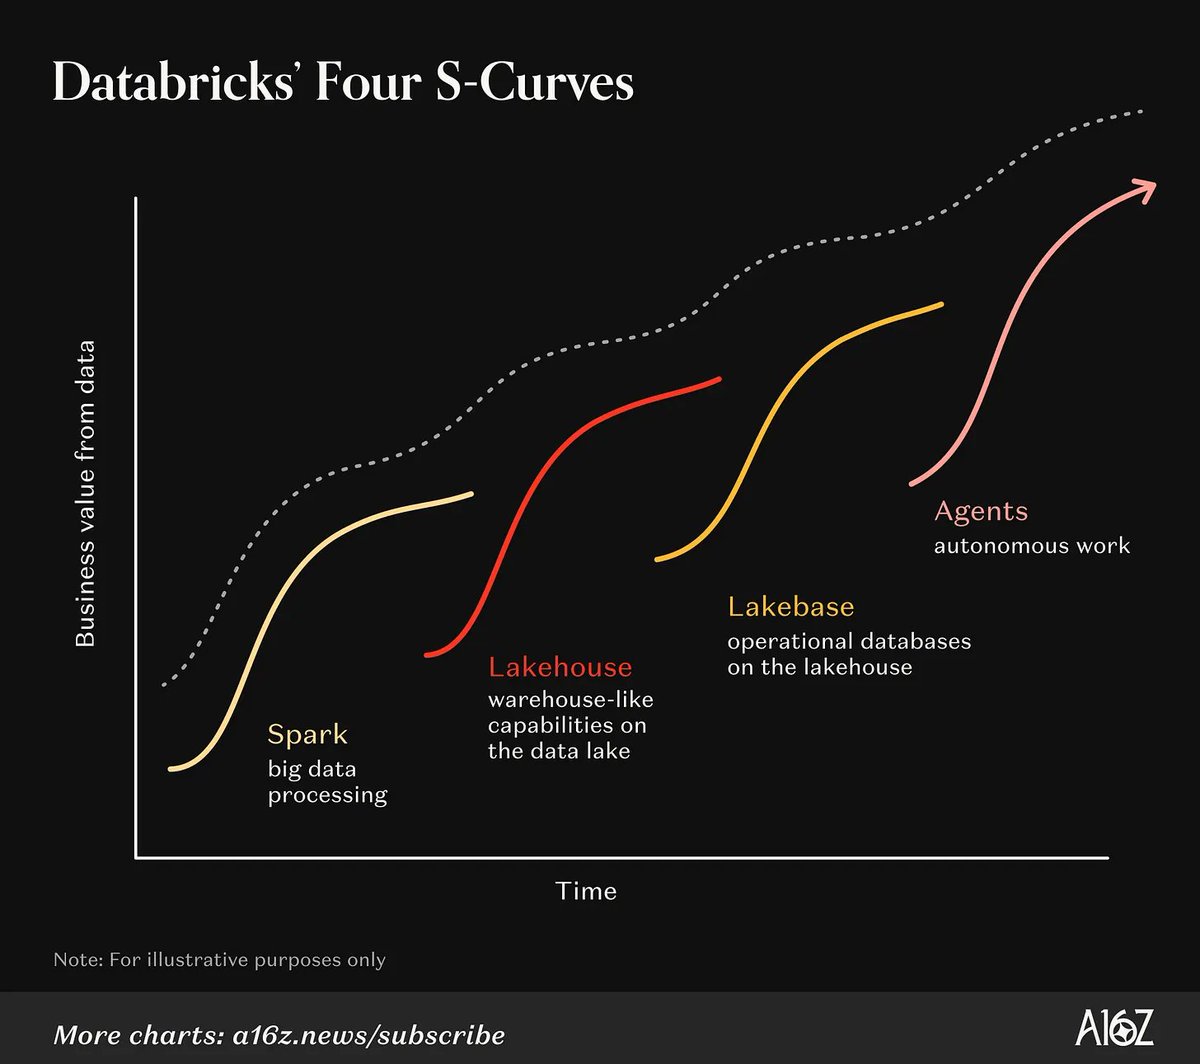 Databricks’ Four S-Curves
Business value from data
Agents
autonomous work
Lakebase
operational databases
on the lakehouse
Lakehouse
warehouse-like
capabilities on
the data lake
Spark
big data
processing
Time
Note: For illustrative purposes only
More charts: a16z.news/subscribe
A16Z